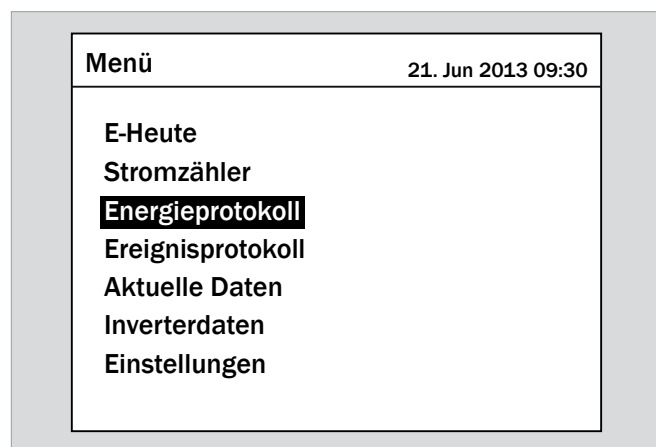 Menü
21. Jun 2013 09:30
E-Heute
Stromzähler
Energieprotokoll
Ereignisprotokoll
Aktuelle Daten
Inverterdaten
Einstellungen